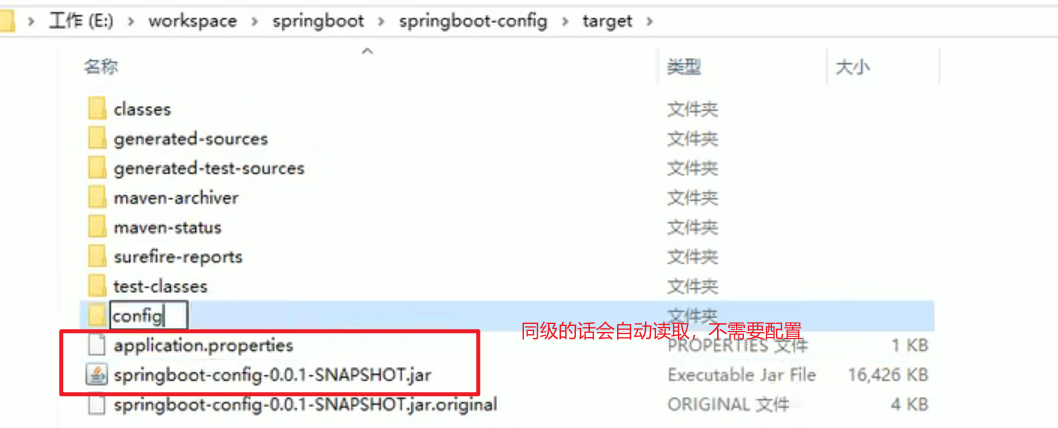 工作 (E:) › workspace › springboot › springboot-config › target ›
名称 类型 大小
classes 文件夹
generated-sources 文件夹
generated-test-sources 文件夹
maven-archiver 文件夹
maven-status 文件夹
surefire-reports 文件夹
test-classes 文件夹
config 文件夹
同级的话会自动读取，不需要配置
application.properties PROPERTIES 文件 1 KB
springboot-config-0.0.1-SNAPSHOT.jar Executable Jar File 16,426 KB
springboot-config-0.0.1-SNAPSHOT.jar.original ORIGINAL 文件 4 KB